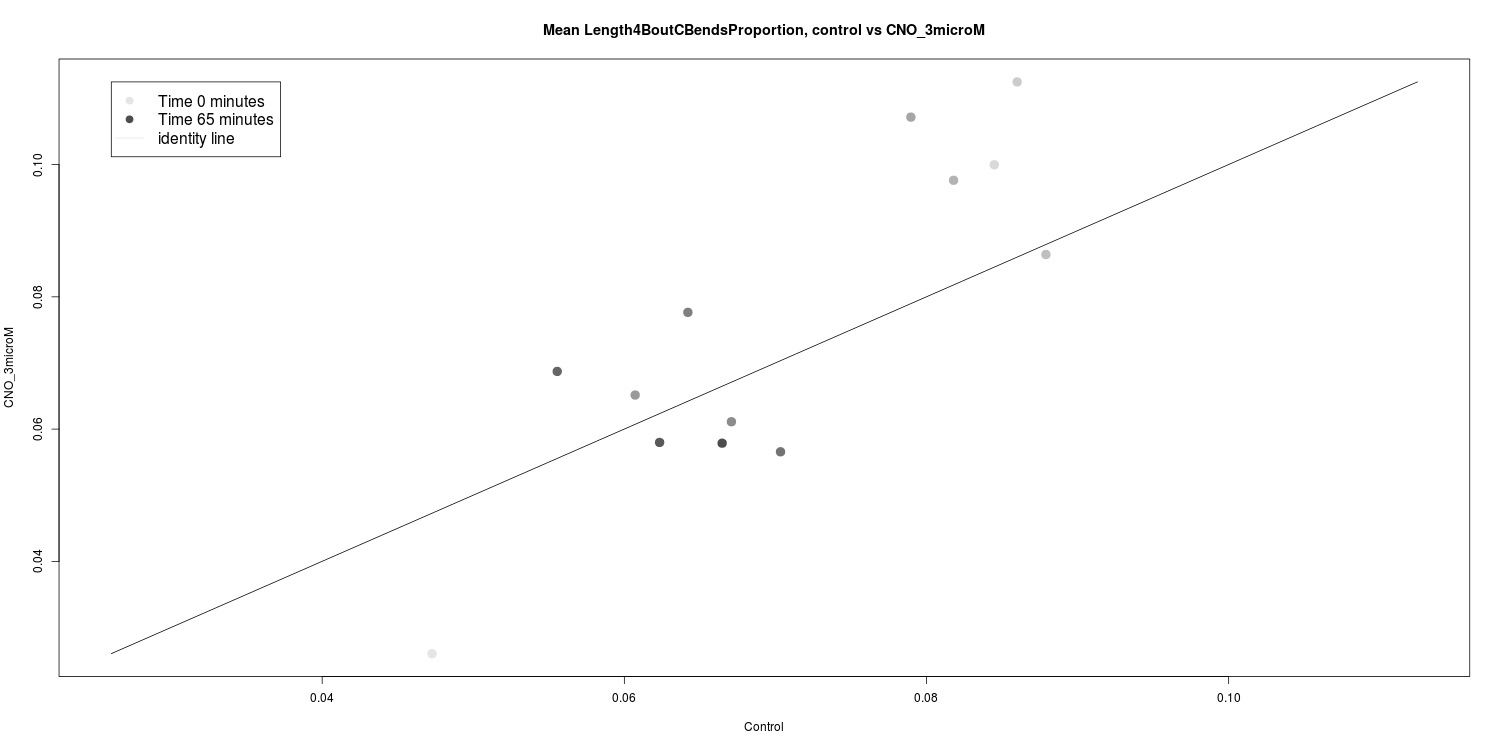 Mean Length4BoutCBendsProportion, control vs CNO_3microM
Time 0 minutes
Time 65 minutes
identity line
CNO_3microM
0.10
0.08
0.06
0.04
0.04
0.06
0.08
0.10
Control